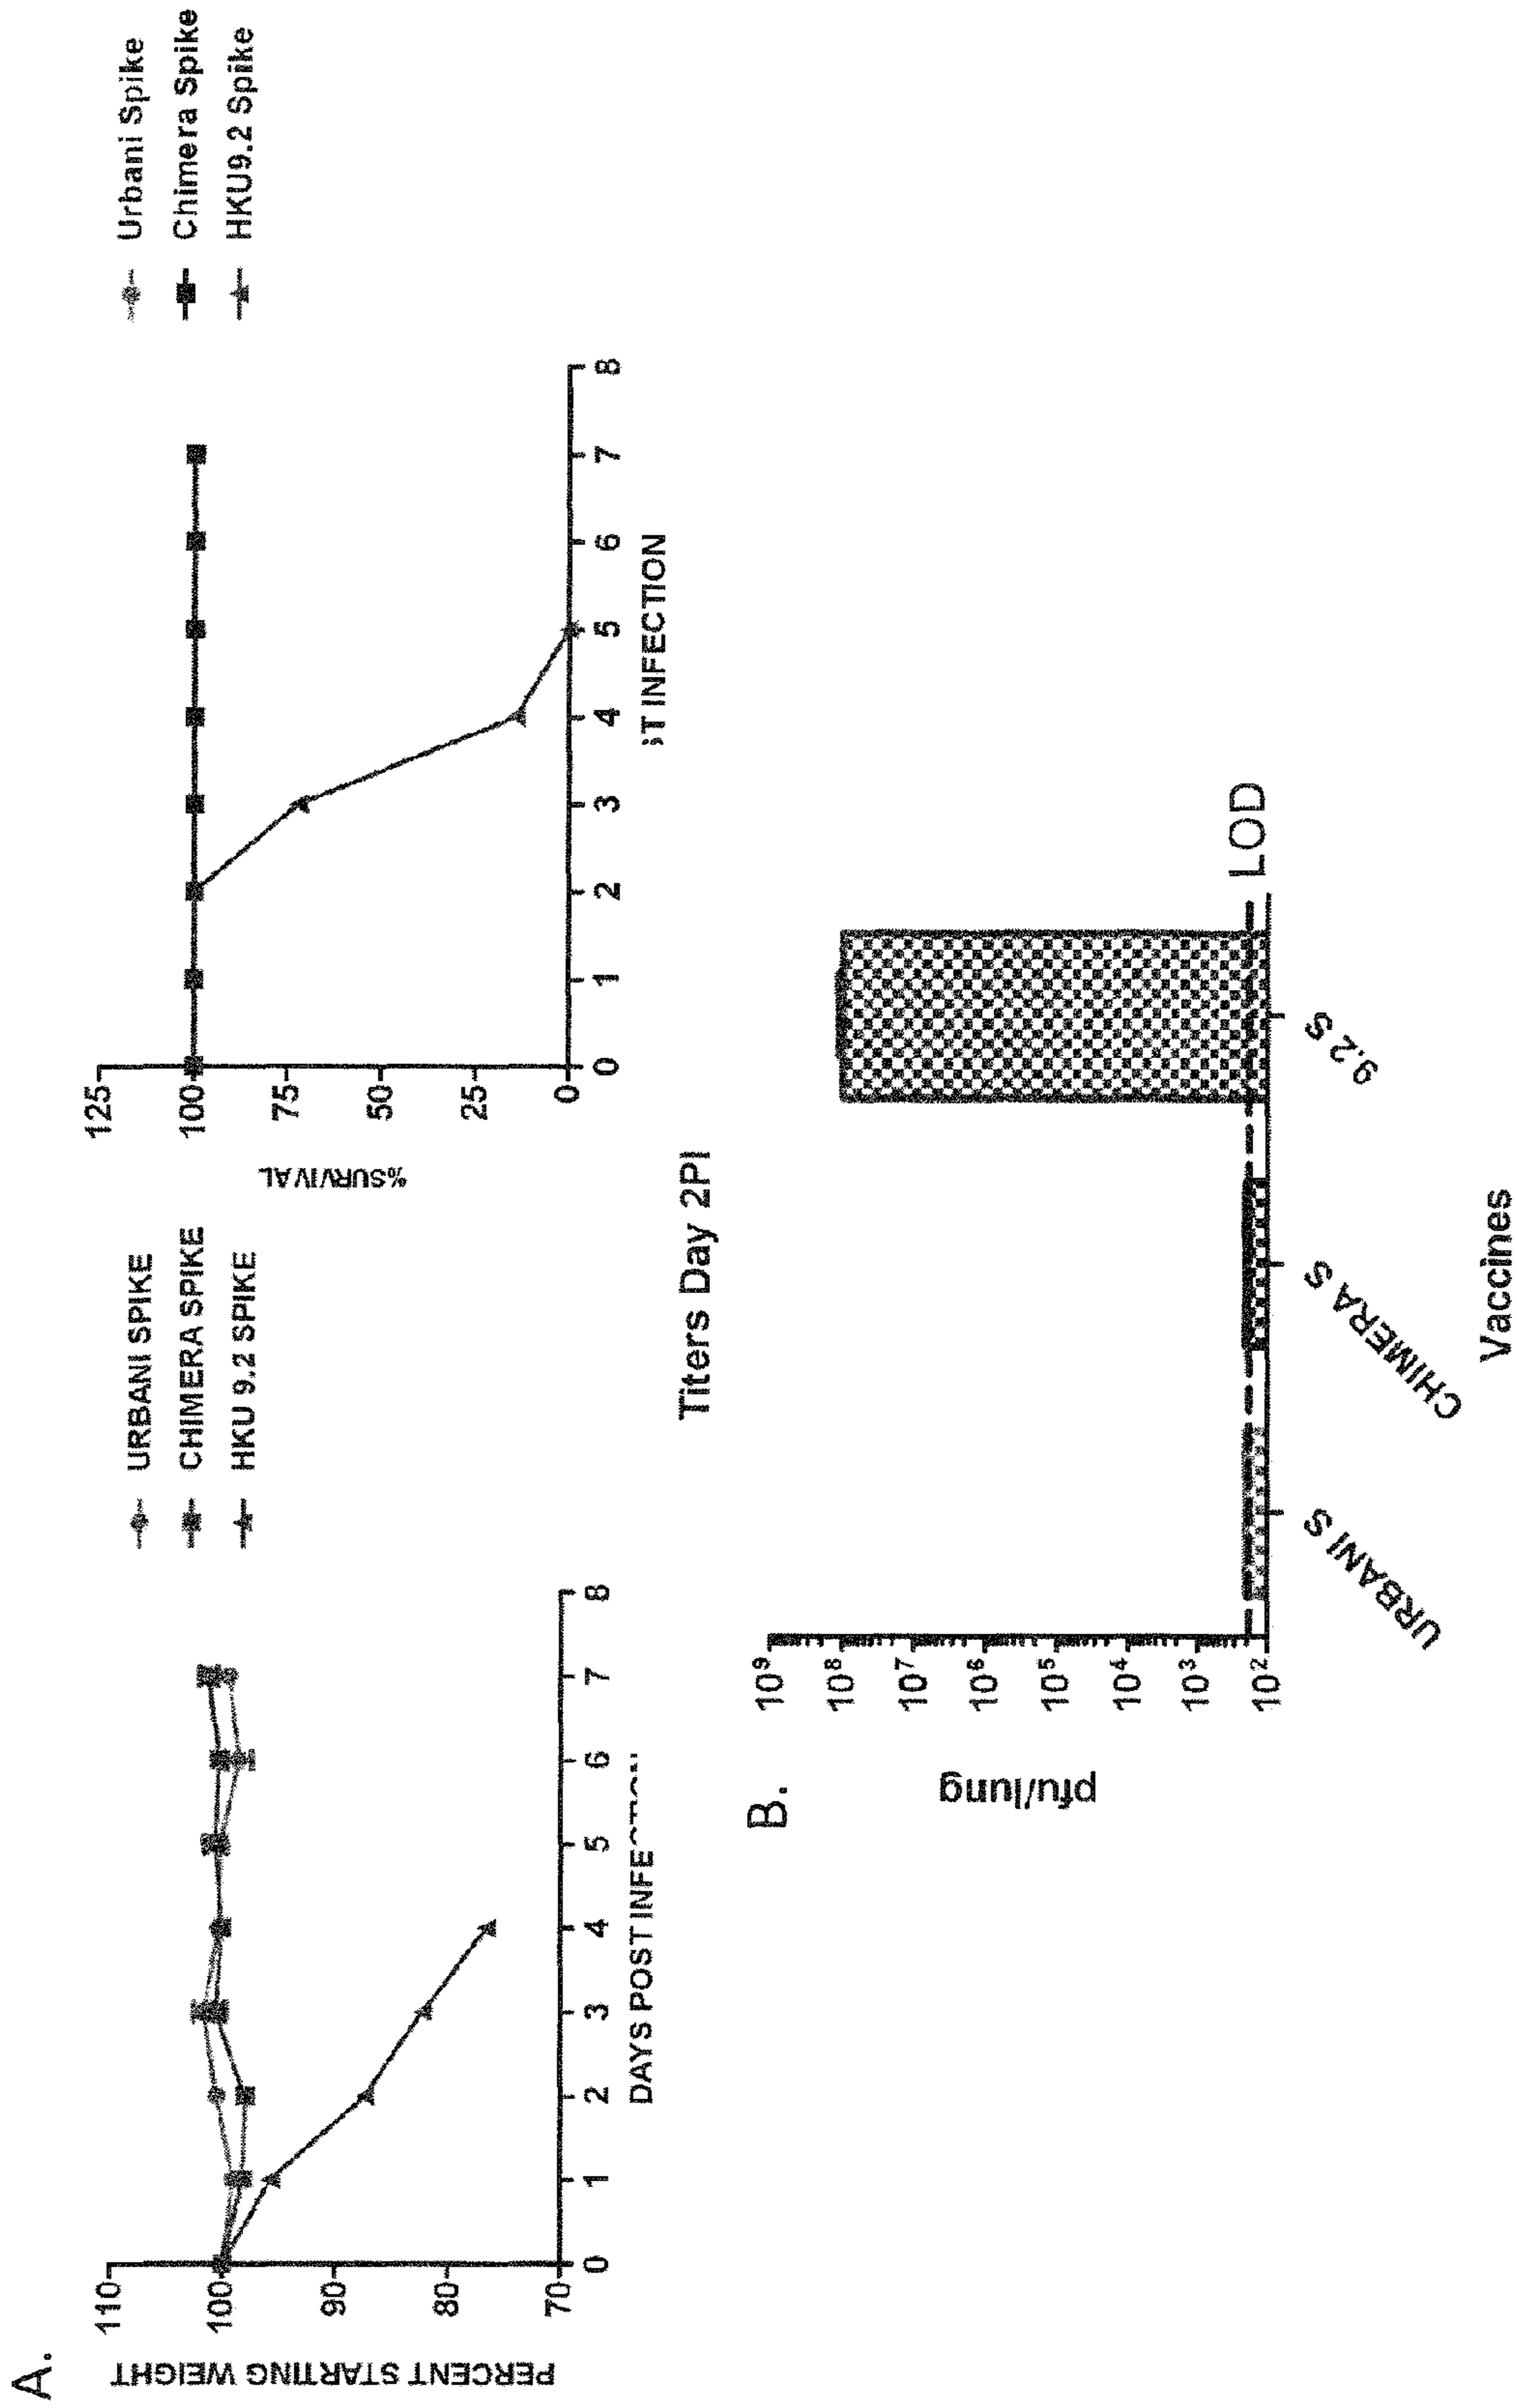 A.
PERCENT STARTING WEIGHT
110
100
90
80
70
0 1 2 3 4 5 6 7 8
DAYS POST INFE
URBANI SPIKE
CHIMERA SPIKE
HKU 9.2 SPIKE
%SURVIVAL
125
100
75
50
25
0
0 1 2 3 4 5 6 7 8
ST INFECTION
Urbani Spike
Chimera Spike
HKU9.2 Spike
B.
Titers Day 2PI
pfu/lung
10⁹
10⁸
10⁷
10⁶
10⁵
10⁴
10³
10²
LOD
URBANI S
CHIMERA S
9.2 S
Vaccines